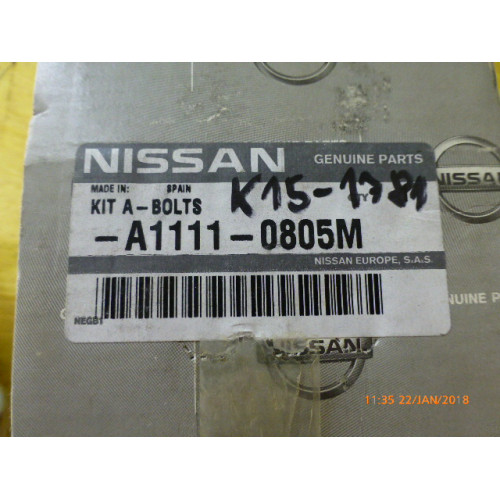 NISSAN GENUINE PARTS
MADE IN: SPAIN
KIT A-BOLTS K15-1781
-A1111-0805M
NISSAN EUROPE, S.A.S.
NEGB1
NISSAN
NUINE P
NISSAN
11:35 22/JAN/2018